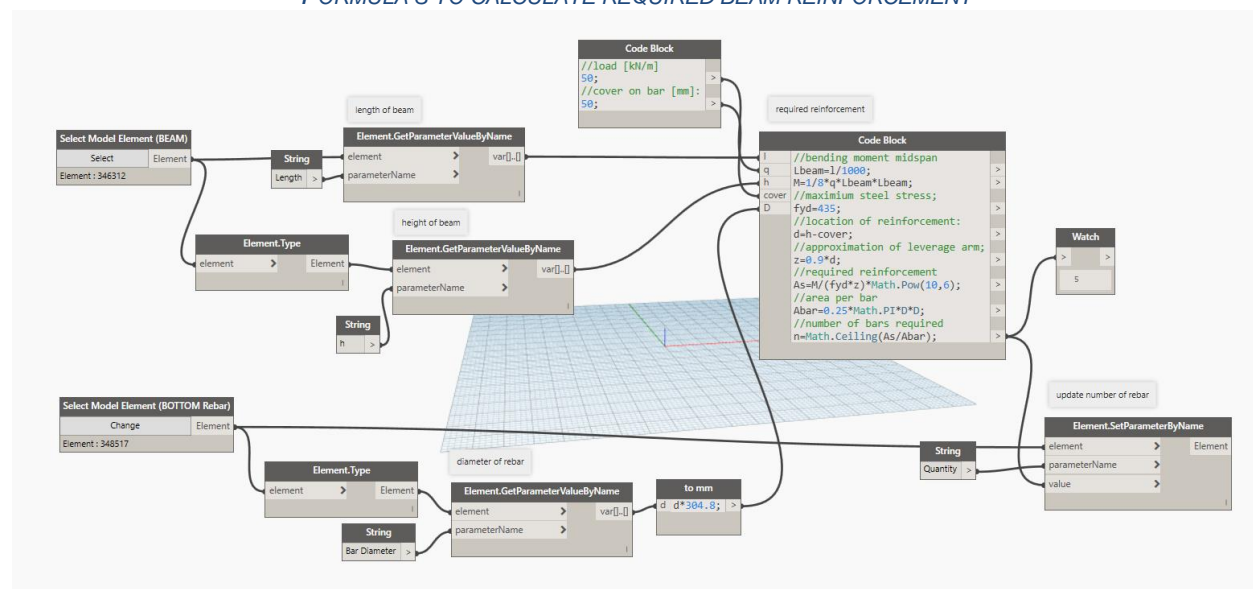 FORMULA'S TO CALCULATE REQUIRED BEAM REINFORCEMENT
Code Block
//load [kN/m]
50; >
//cover on bar [mm]:
50; >
length of beam
required reinforcement
Select Model Element (BEAM)
Select Element
Element : 346312
String
Length >
Element.GetParameterValueByName
element > var[]..[]
parameterName >
l
Code Block
l //bending moment midspan
q Lbeam=l/1000; >
h M=1/8*q*Lbeam*Lbeam; >
cover //maximium steel stress;
D fyd=435; >
//location of reinforcement:
d=h-cover; >
//approximation of leverage arm;
z=0.9*d; >
//required reinforcement
As=M/(fyd*z)*Math.Pow(10,6); >
//area per bar
Abar=0.25*Math.PI*D*D; >
//number of bars required
n=Math.Ceiling(As/Abar); >
height of beam
Element.Type
element > Element
l
Element.GetParameterValueByName
element > var[]..[]
parameterName >
l
String
h >
Watch
> >
5
Select Model Element (BOTTOM Rebar)
Change Element
Element : 348517
diameter of rebar
Element.Type
element > Element
l
String
Bar Diameter >
Element.GetParameterValueByName
element > var[]..[]
parameterName >
l
to mm
d d*304.8; >
update number of rebar
String
Quantity >
Element.SetParameterByName
element > Element
parameterName >
value >
l